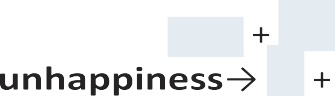 +
unhappiness → +